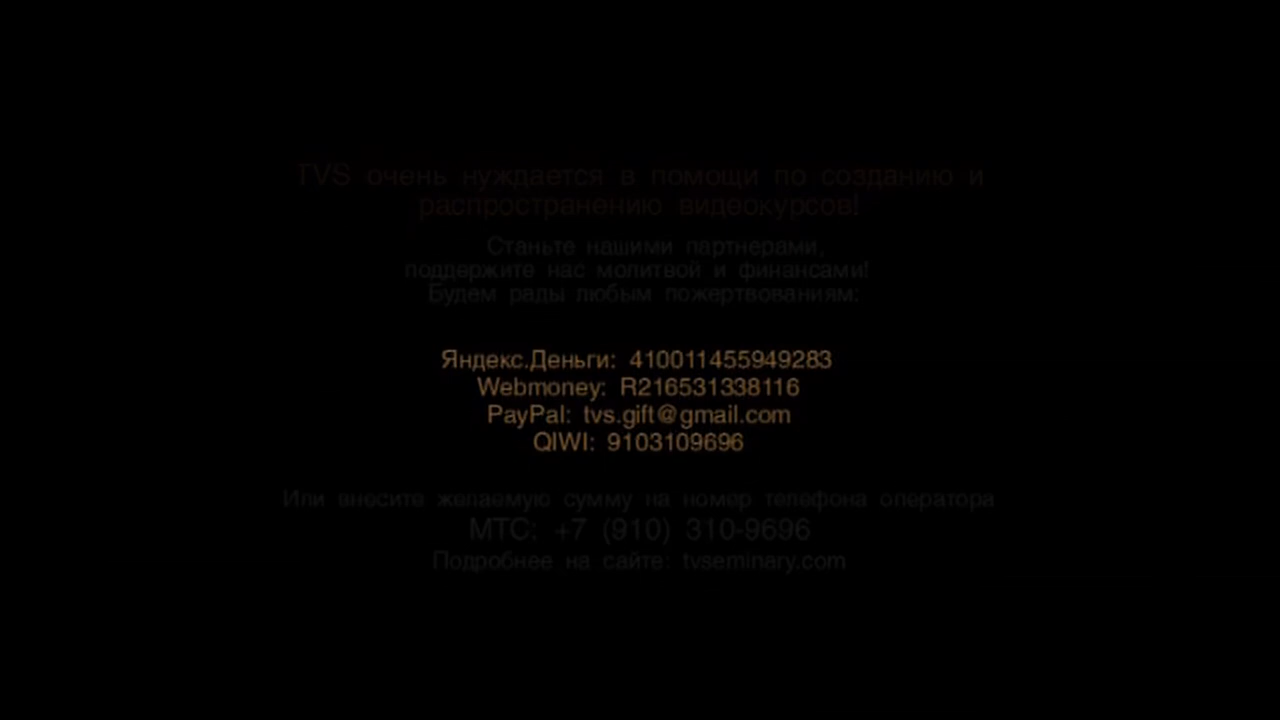 TVS очень нуждается в помощи по созданию и
распространению видеокурсов!
Станьте нашими партнерами,
поддержите нас молитвой и финансами!
Будем рады любым пожертвованиям:
Яндекс.Деньги: 410011455949283
Webmoney: R216531338116
PayPal: tvs.gift@gmail.com
QIWI: 9103109696
Или внесите желаемую сумму на номер телефона оператора
МТС: +7 (910) 310-9696
Подробнее на сайте: tvseminary.com